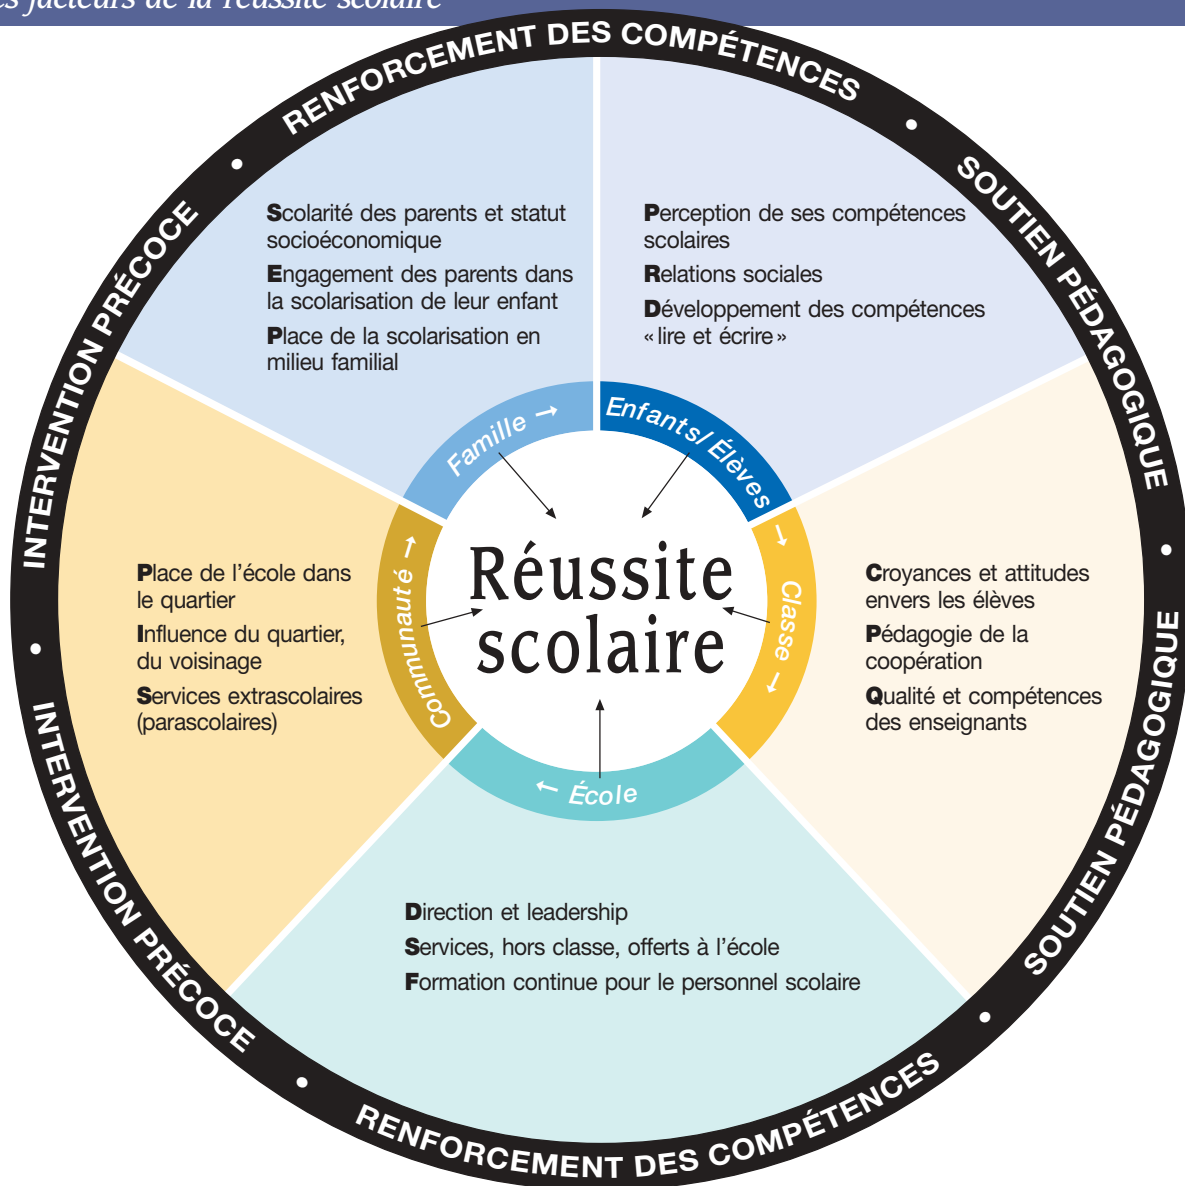 facteurs de la réussite scolaire
RENFORCEMENT DES COMPÉTENCES
•
SOUTIEN PÉDAGOGIQUE
•
SOUTIEN PÉDAGOGIQUE
•
RENFORCEMENT DES COMPÉTENCES
•
INTERVENTION PRÉCOCE
•
INTERVENTION PRÉCOCE
•
Scolarité des parents et statut
socioéconomique
Engagement des parents dans
la scolarisation de leur enfant
Place de la scolarisation en
milieu familial
Perception de ses compétences
scolaires
Relations sociales
Développement des compétences
« lire et écrire »
Famille →
Enfants/Élèves
→ Classe →
École →
Communauté →
Réussite
scolaire
Place de l’école dans
le quartier
Influence du quartier,
du voisinage
Services extrascolaires
(parascolaires)
Croyances et attitudes
envers les élèves
Pédagogie de la
coopération
Qualité et compétences
des enseignants
Direction et leadership
Services, hors classe, offerts à l’école
Formation continue pour le personnel scolaire